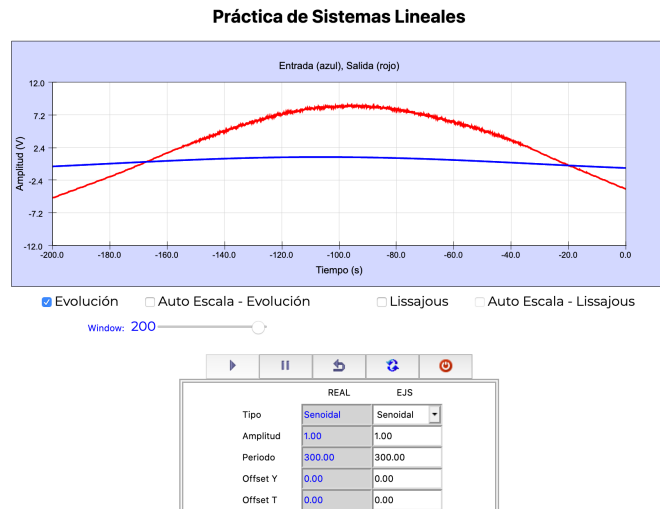 Práctica de Sistemas Lineales
Entrada (azul), Salida (rojo)
12.0
7.2
2.4
-2.4
-7.2
-12.0
Amplitud (V)
-200.0 -180.0 -160.0 -140.0 -120.0 -100.0 -80.0 -60.0 -40.0 -20.0 0.0
Tiempo (s)
Evolución Auto Escala - Evolución Lissajous Auto Escala - Lissajous
Window: 200
REAL EJS
Tipo Senoidal Senoidal
Amplitud 1.00 1.00
Periodo 300.00 300.00
Offset Y 0.00 0.00
Offset T 0.00 0.00